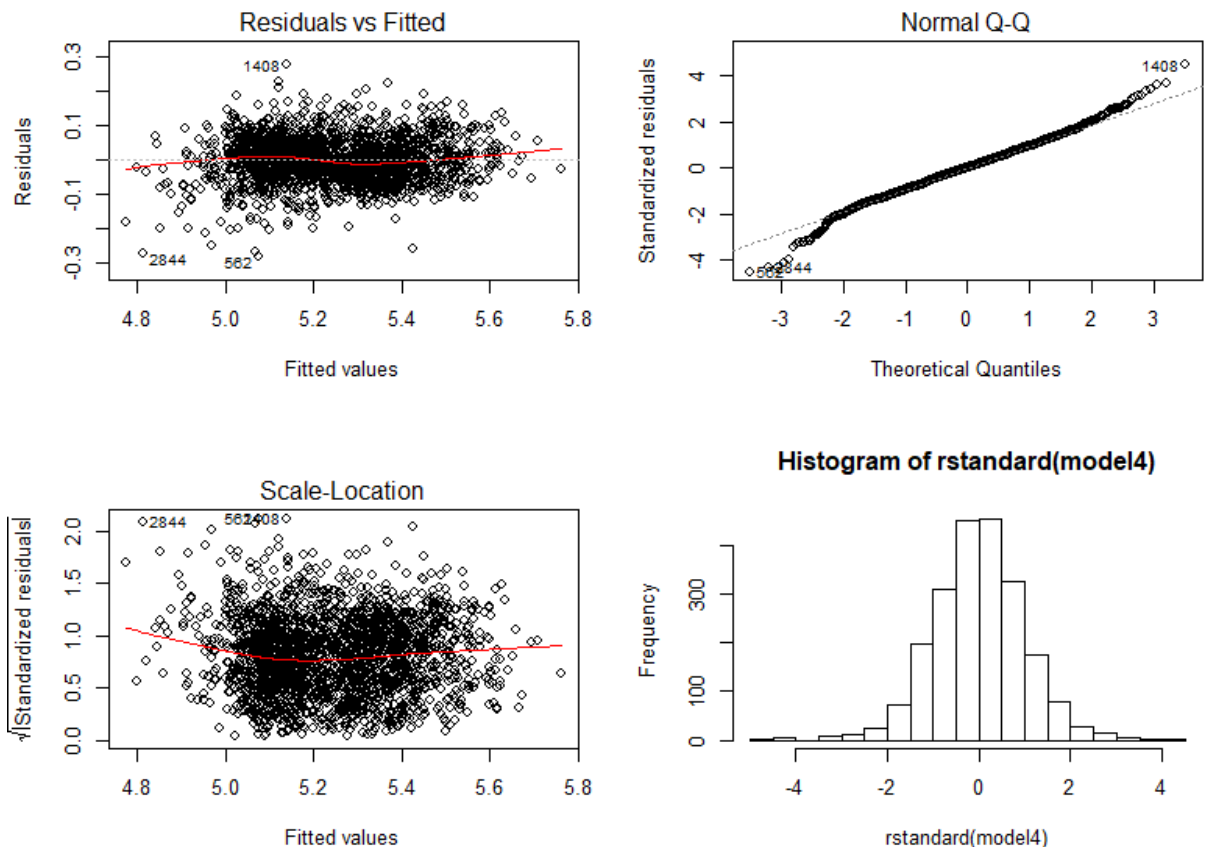 Residuals vs Fitted
Residuals
0.3
0.1
-0.1
-0.3
1408
2844
562
4.8 5.0 5.2 5.4 5.6 5.8
Fitted values
Normal Q-Q
Standardized residuals
4
2
0
-2
-4
1408
562
2844
-3 -2 -1 0 1 2 3
Theoretical Quantiles
Scale-Location
√|Standardized residuals|
2.0
1.5
1.0
0.5
0.0
2844
562
1408
4.8 5.0 5.2 5.4 5.6 5.8
Fitted values
Histogram of rstandard(model4)
Frequency
300
100
0
-4 -2 0 2 4
rstandard(model4)